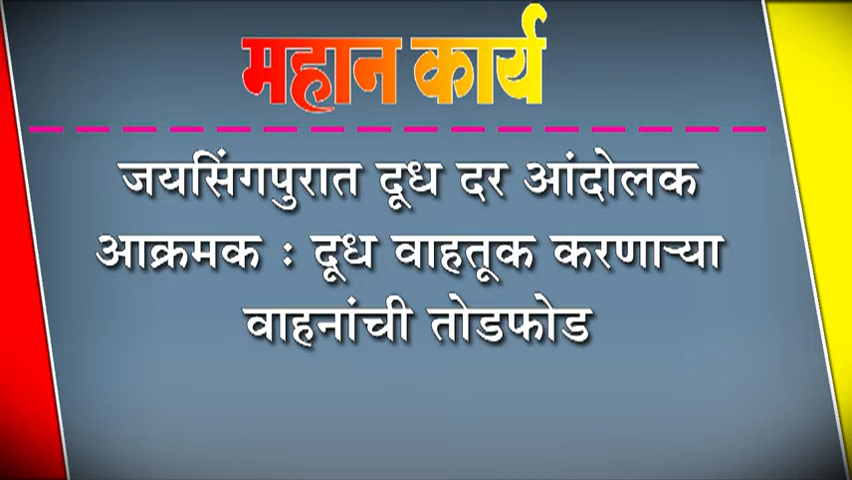 महान कार्य
जयसिंगपुरात दूध दर आंदोलक
आक्रमक : दूध वाहतूक करणाऱ्या
वाहनांची तोडफोड